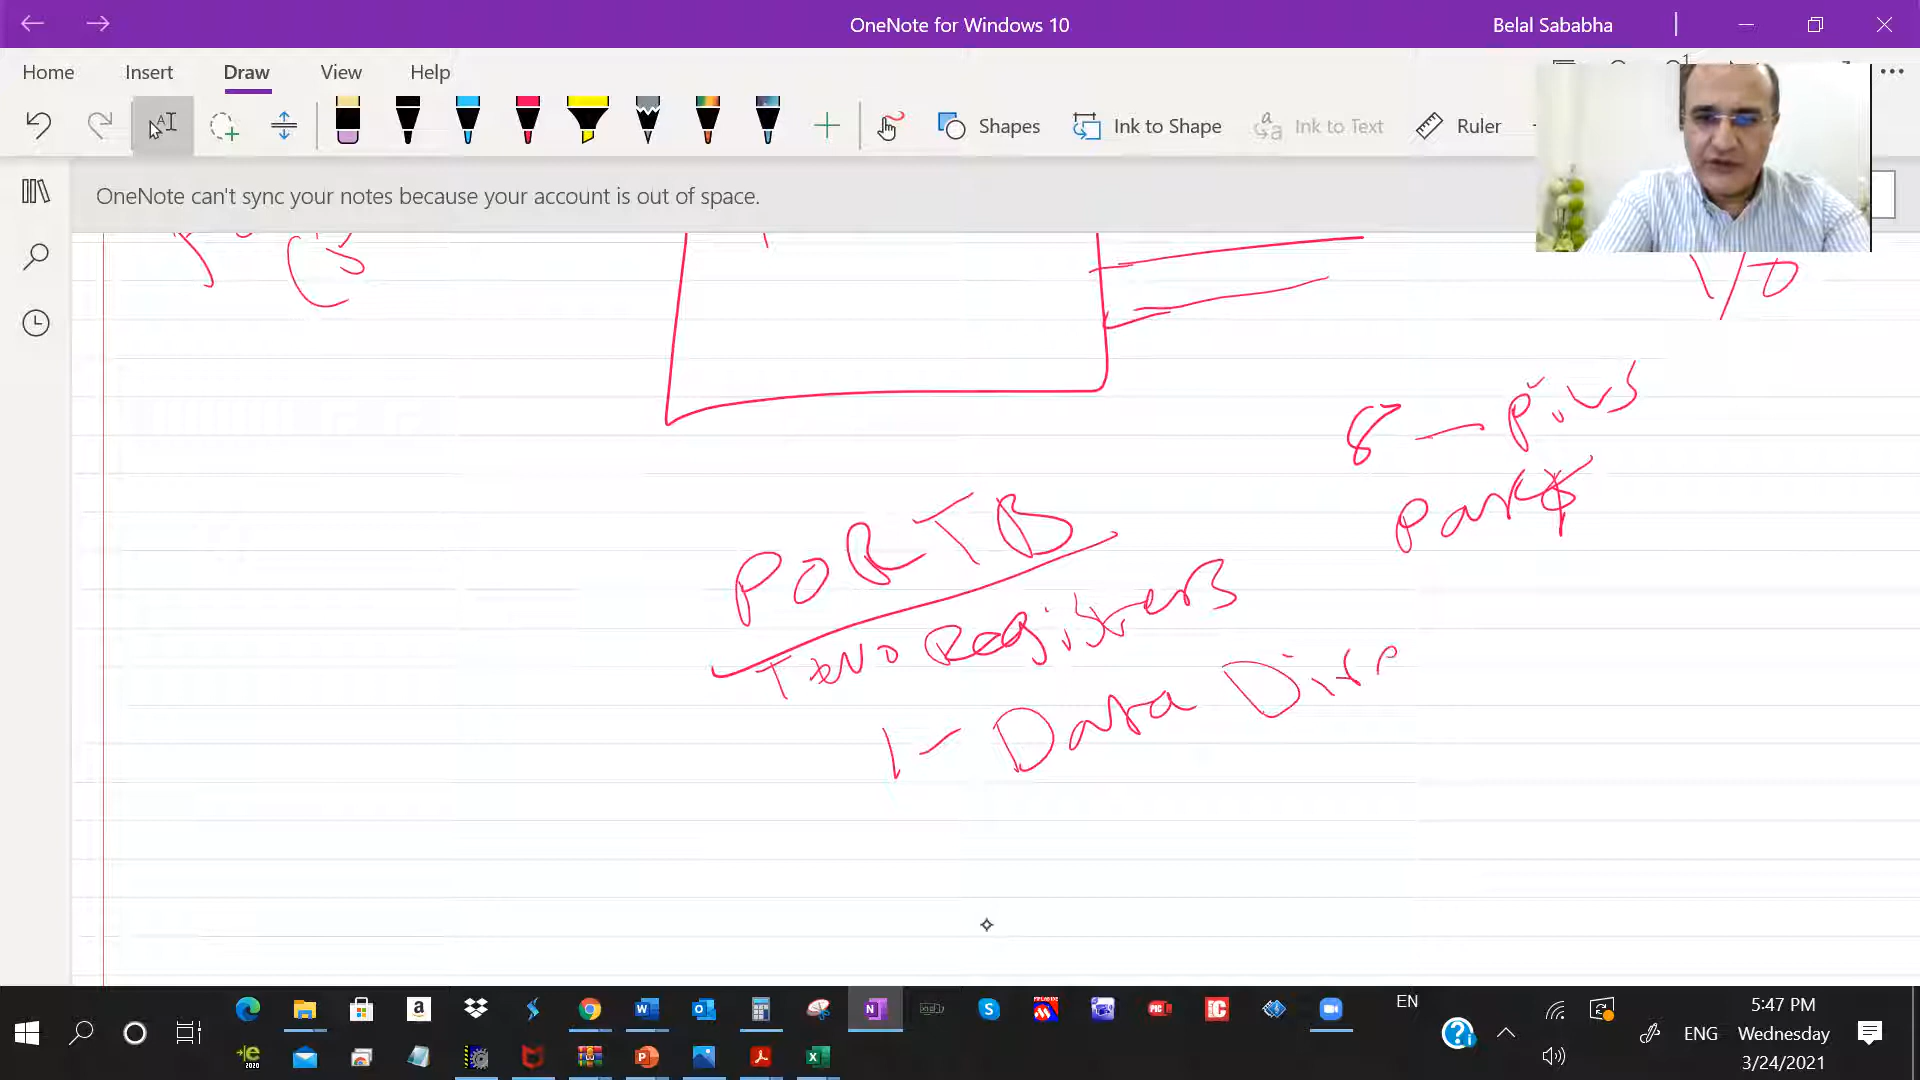 OneNote for Windows 10
Belal Sababha
Home Insert Draw View Help
Shapes Ink to Shape Ink to Text Ruler
OneNote can't sync your notes because your account is out of space.
I/O
8 – pins
PORTB
Two Registers
1- Data Dire
EN
5:47 PM
ENG Wednesday
3/24/2021